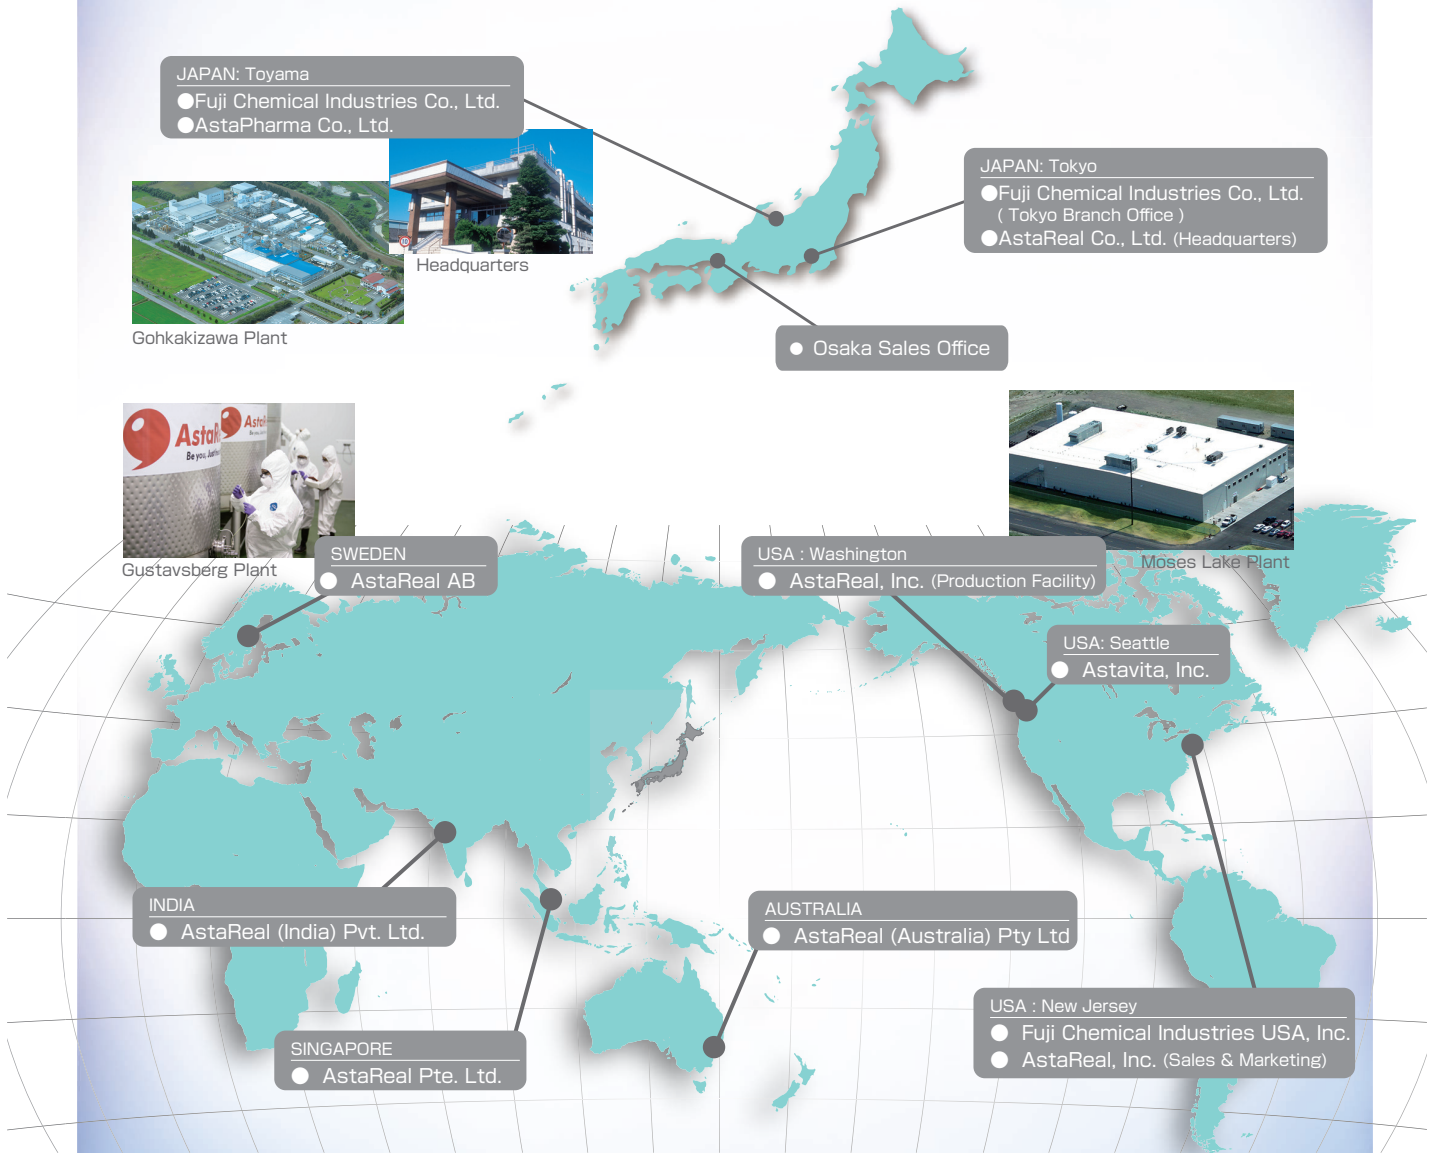 JAPAN: Toyama
●Fuji Chemical Industries Co., Ltd.
●AstaPharma Co., Ltd.
Headquarters
Gohkakizawa Plant
JAPAN: Tokyo
●Fuji Chemical Industries Co., Ltd.
( Tokyo Branch Office )
●AstaReal Co., Ltd. (Headquarters)
● Osaka Sales Office
Gustavsberg Plant
Moses Lake Plant
SWEDEN
● AstaReal AB
USA : Washington
● AstaReal, Inc. (Production Facility)
USA: Seattle
● Astavita, Inc.
INDIA
● AstaReal (India) Pvt. Ltd.
AUSTRALIA
● AstaReal (Australia) Pty Ltd
SINGAPORE
● AstaReal Pte. Ltd.
USA : New Jersey
● Fuji Chemical Industries USA, Inc.
● AstaReal, Inc. (Sales & Marketing)